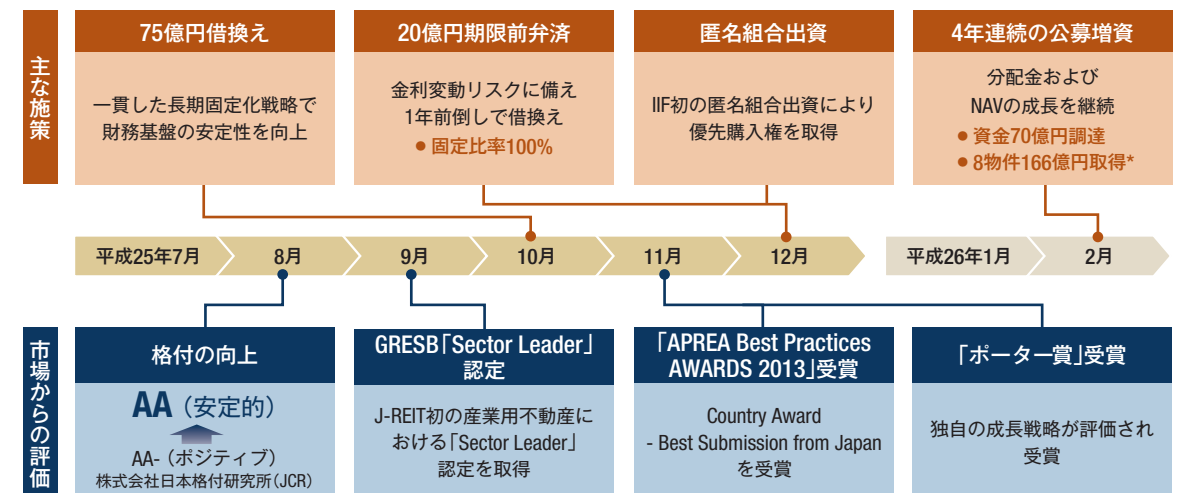 主な施策
75億円借換え
一貫した長期固定化戦略で
財務基盤の安定性を向上
20億円期限前弁済
金利変動リスクに備え
1年前倒しで借換え
● 固定比率100%
匿名組合出資
IIF初の匿名組合出資により
優先購入権を取得
4年連続の公募増資
分配金および
NAVの成長を継続
● 資金70億円調達
● 8物件166億円取得*
平成25年7月
8月
9月
10月
11月
12月
平成26年1月
2月
市場からの評価
格付の向上
AA(安定的)
AA-(ポジティブ)
株式会社日本格付研究所(JCR)
GRESB「Sector Leader」
認定
J-REIT初の産業用不動産に
おける「Sector Leader」
認定を取得
「APREA Best Practices
AWARDS 2013」受賞
Country Award
- Best Submission from Japan
を受賞
「ポーター賞」受賞
独自の成長戦略が評価され
受賞